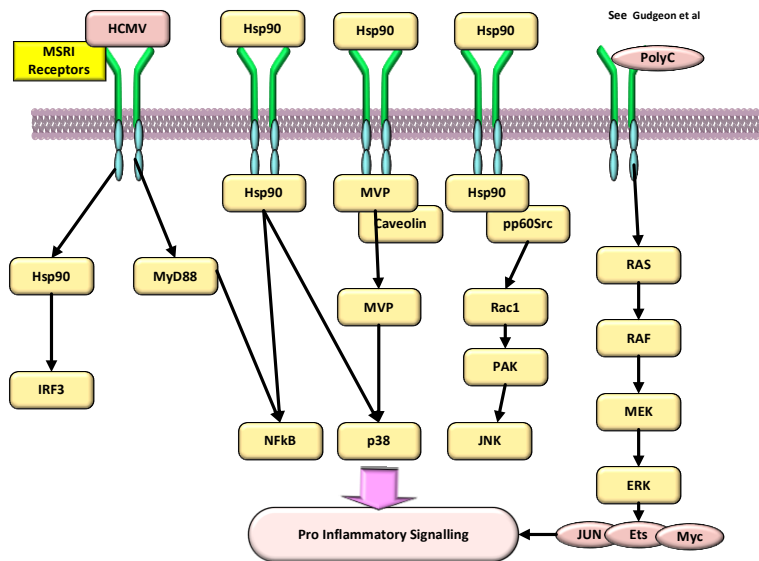 See Gudgeon et al
HCMV
Hsp90
Hsp90
Hsp90
MSRI
Receptors
PolyC
Hsp90
MVP
Hsp90
Caveolin
pp60Src
Hsp90
MyD88
RAS
MVP
Rac1
RAF
PAK
IRF3
MEK
NFkB
p38
JNK
ERK
Pro Inflammatory Signalling
JUN
Ets
Myc